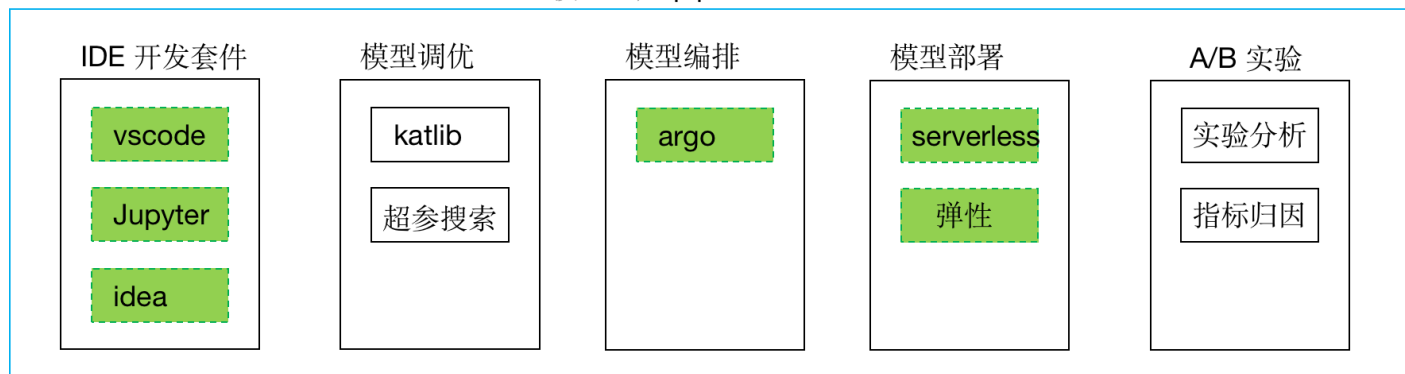 IDE 开发套件
vscode
Jupyter
idea
模型调优
katlib
超参搜索
模型编排
argo
模型部署
serverless
弹性
A/B 实验
实验分析
指标归因